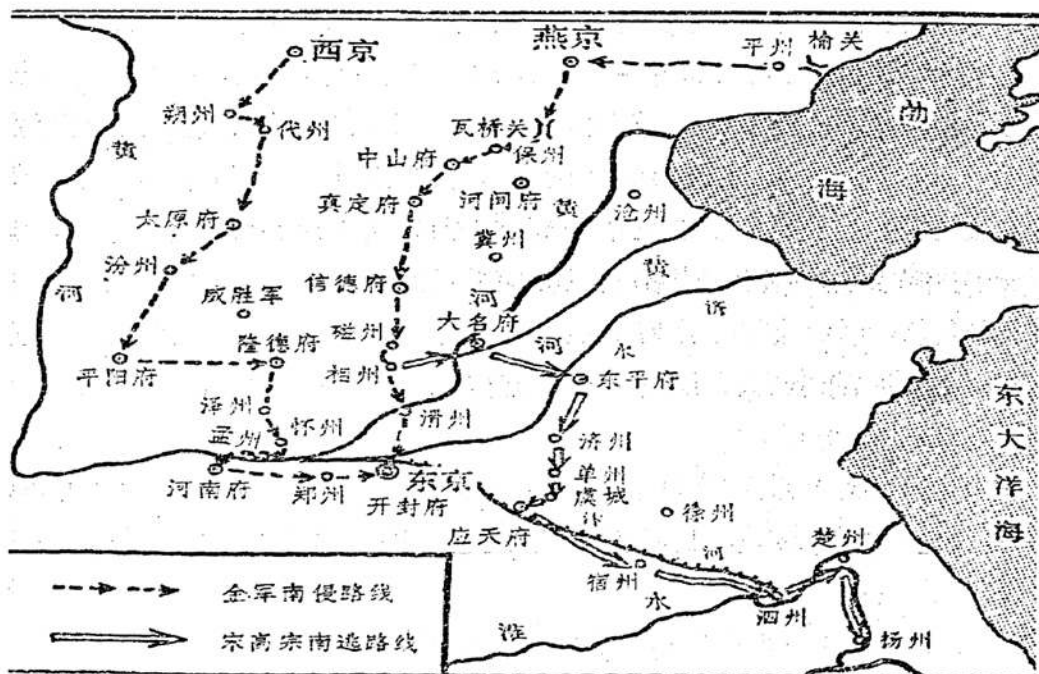 西京
燕京
平州
榆关
渤
海
朔州
代州
瓦桥关
保州
中山府
黄
河
真定府
河间府
黄
沧州
太原府
冀州
汾州
信德府
河
黄
济
威胜军
磁州
大名府
河
水
隆德府
平阳府
相州
东平府
泽州
滑州
济州
孟州
怀州
单州
虞城
河南府
郑州
东京
开封府
应天府
汴
河
徐州
楚州
宿州
水
淮
泗州
扬州
东大洋海
金军南侵路线
宋高宗南逃路线